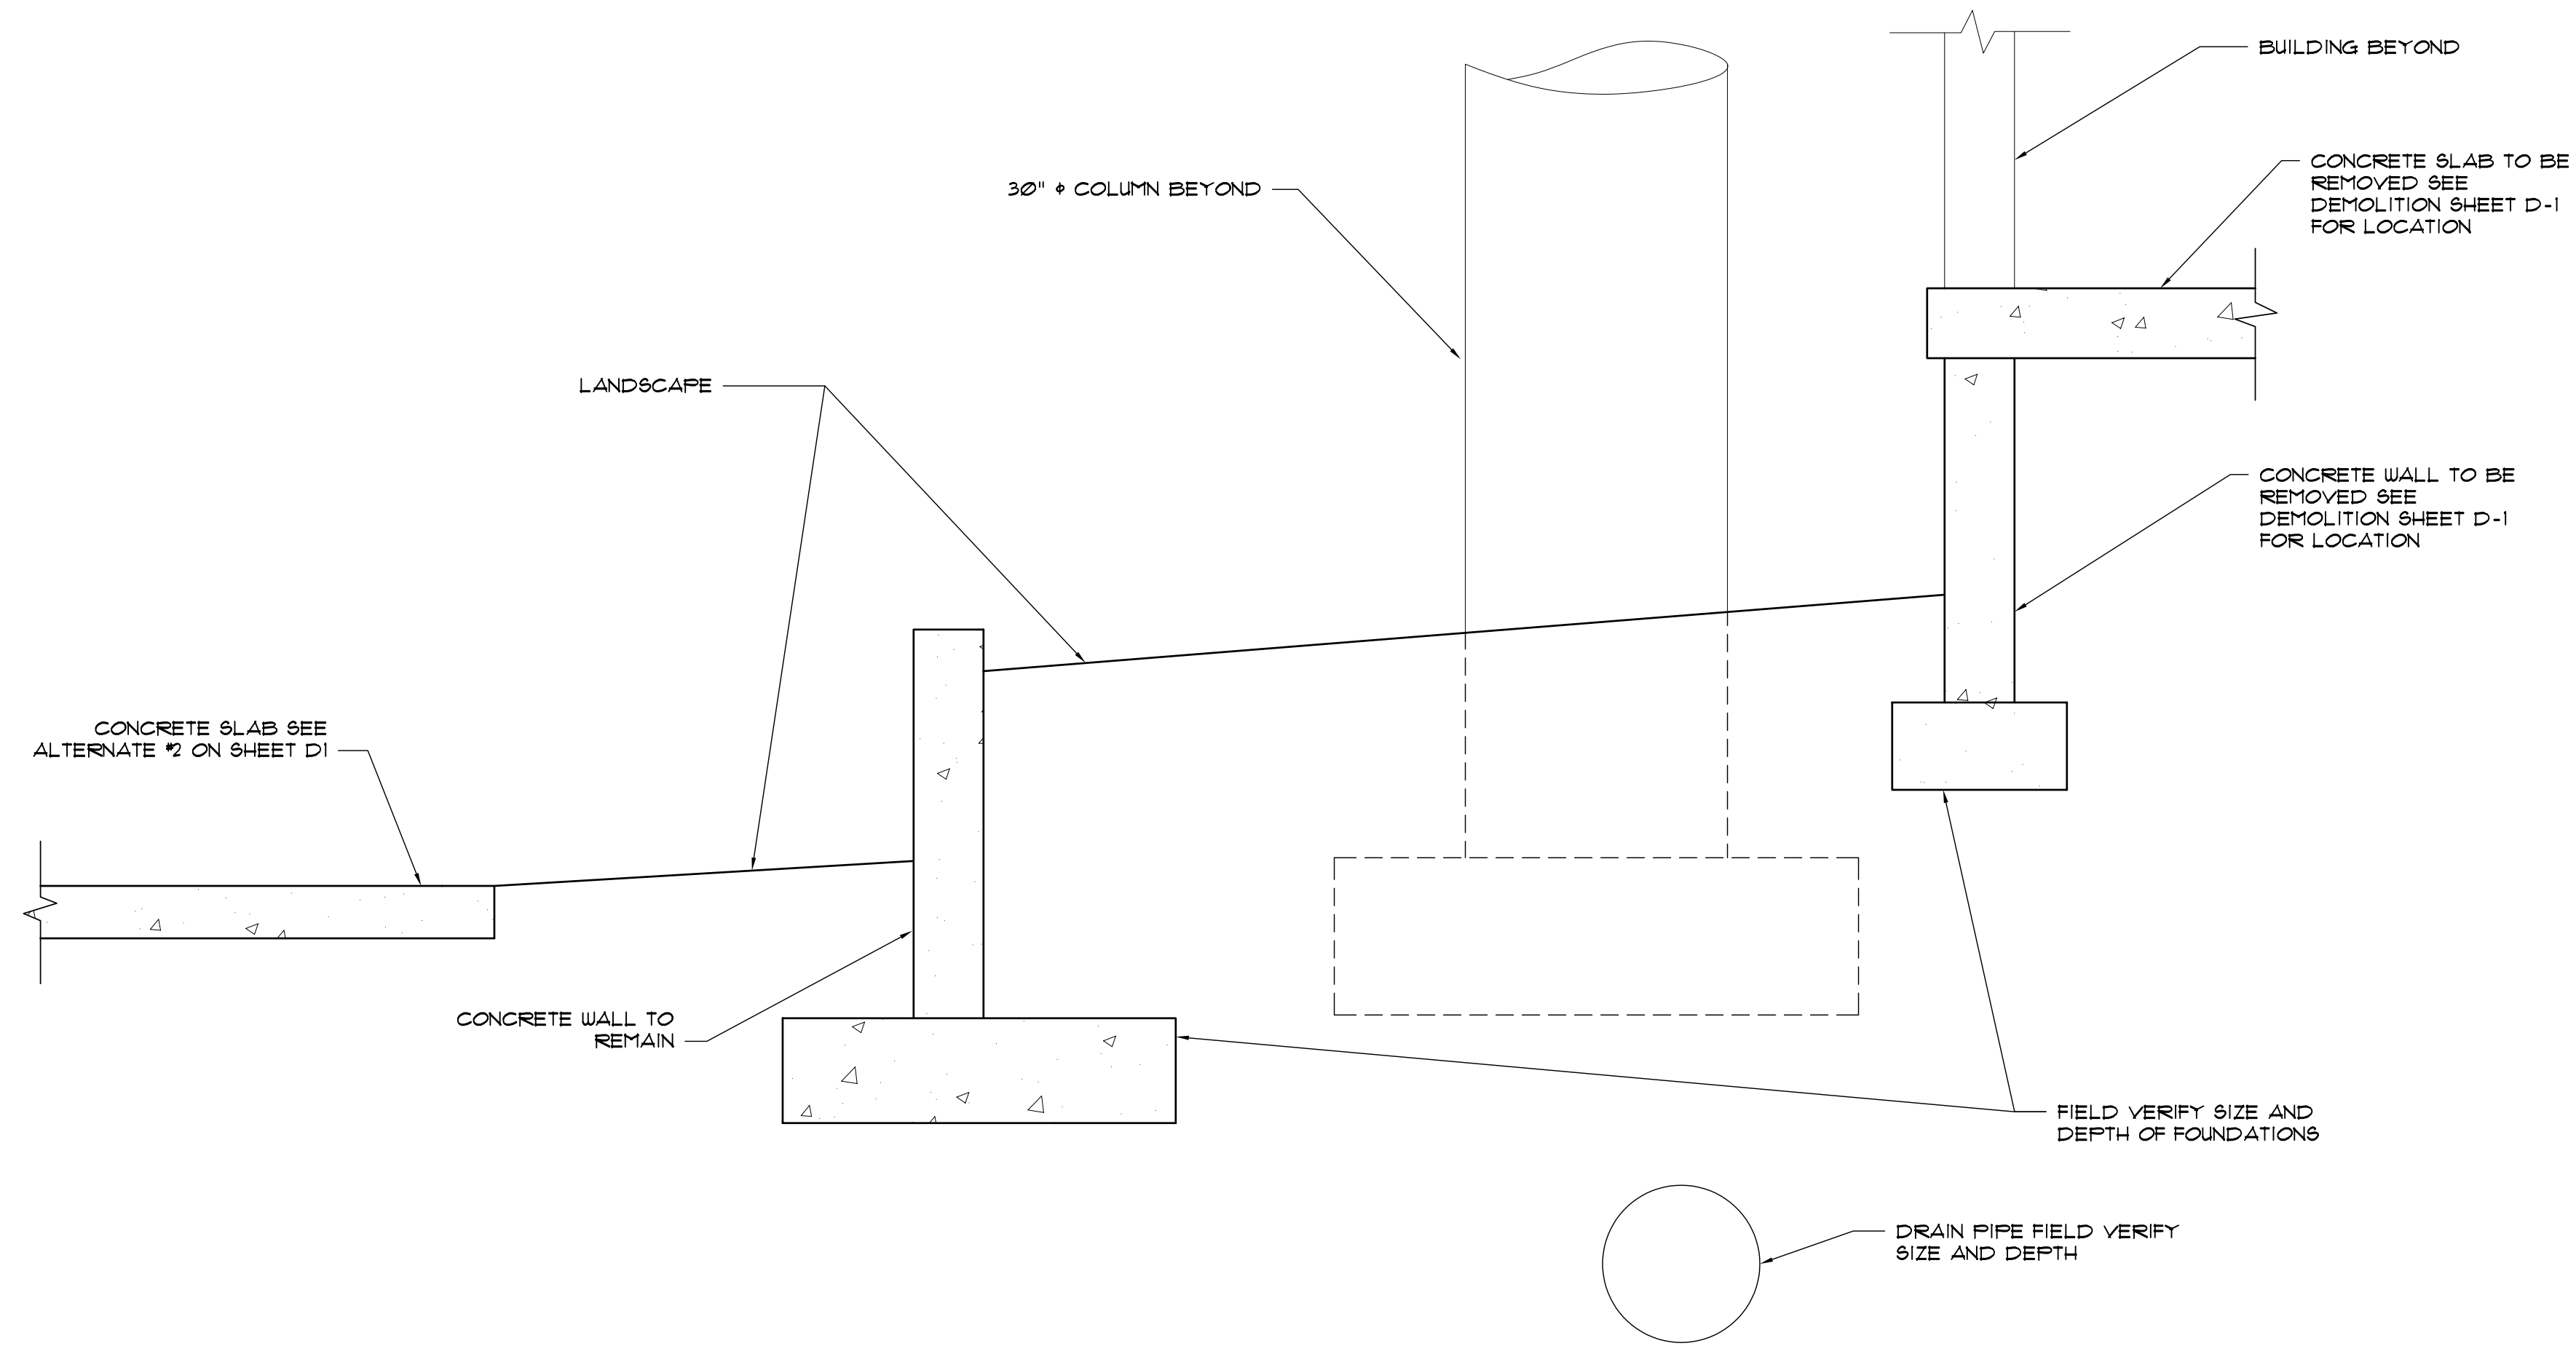 BUILDING BEYOND
CONCRETE SLAB TO BE
REMOVED SEE
DEMOLITION SHEET D-1
FOR LOCATION
30" ϕ COLUMN BEYOND
LANDSCAPE
CONCRETE WALL TO BE
REMOVED SEE
DEMOLITION SHEET D-1
FOR LOCATION
CONCRETE SLAB SEE
ALTERNATE #2 ON SHEET D1
CONCRETE WALL TO
REMAIN
FIELD VERIFY SIZE AND
DEPTH OF FOUNDATIONS
DRAIN PIPE FIELD VERIFY
SIZE AND DEPTH